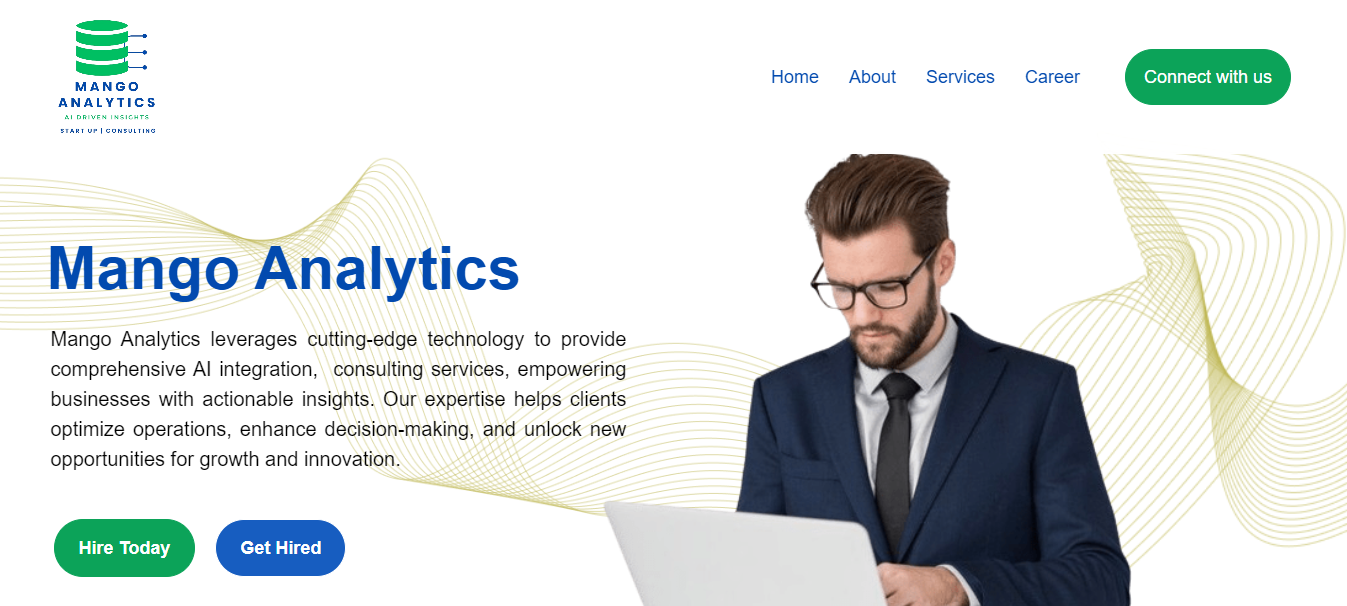 MANGO
ANALYTICS
AI DRIVEN INSIGHTS
START UP | CONSULTING
Home About Services Career Connect with us
Mango Analytics
Mango Analytics leverages cutting-edge technology to provide
comprehensive AI integration,  consulting services, empowering
businesses with actionable insights. Our expertise helps clients
optimize operations, enhance decision-making, and unlock new
opportunities for growth and innovation.
Hire Today Get Hired